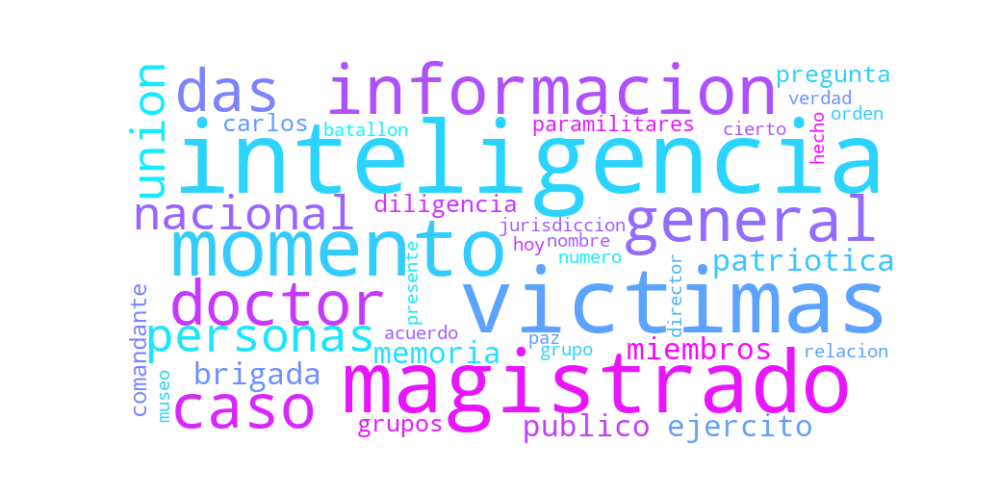 union
das
informacion
pregunta
verdad
orden
carlos
batallon
paramilitares
cierto
hecho
inteligencia
nacional
diligencia
jurisdiccion
general
hoy
nombre
momento
presente
numero
director
patriotica
victimas
doctor
comandante
personas
acuerdo
paz
memoria
grupo
miembros
relacion
museo
brigada
magistrado
caso
grupos
publico
ejercito